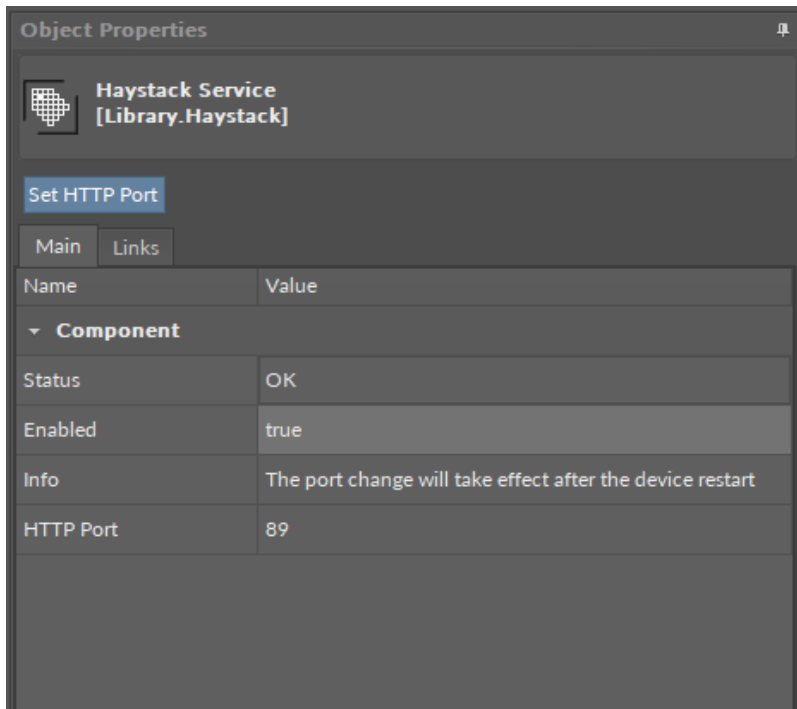 Object Properties
Haystack Service
[Library.Haystack]
Set HTTP Port
Main Links
Name Value
Component
Status OK
Enabled true
Info The port change will take effect after the device restart
HTTP Port 89